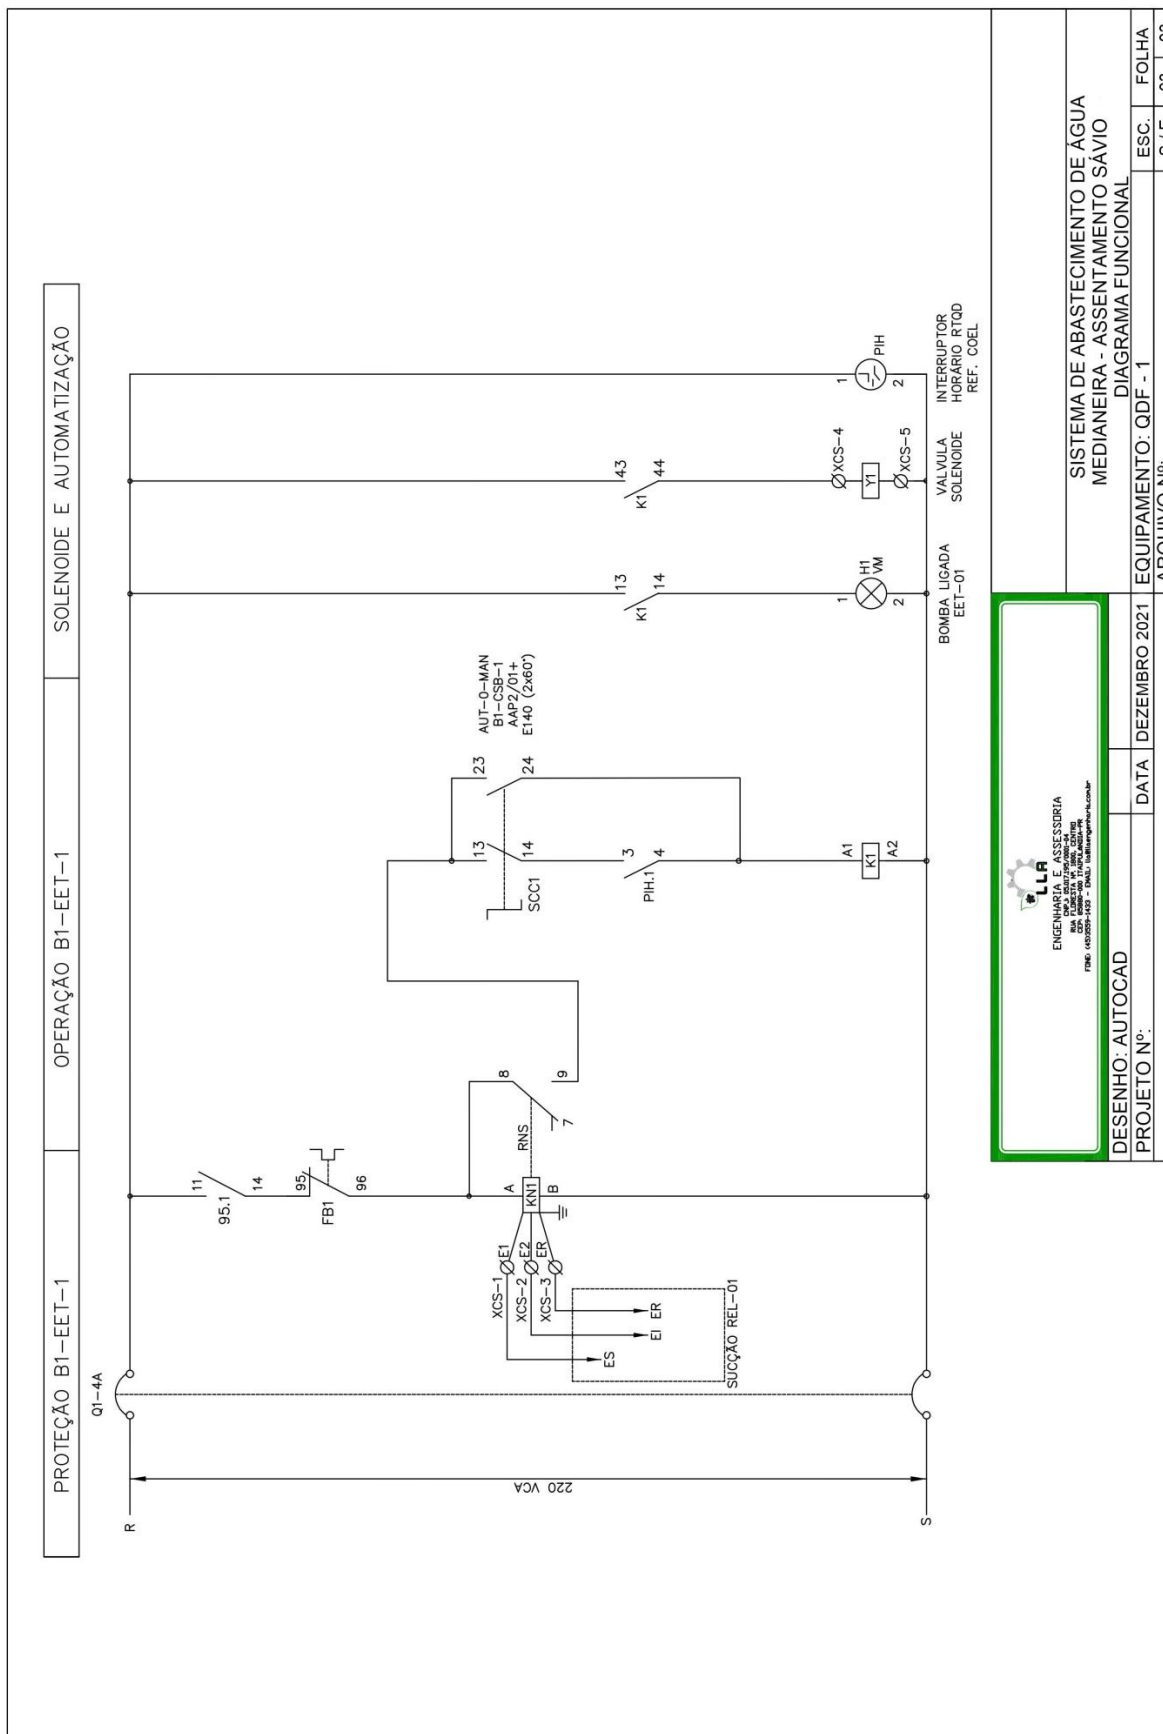 PROTEÇÃO B1-EET-1
OPERAÇÃO B1-EET-1
SOLENOIDE E AUTOMATIZAÇÃO
Q1-4A
R
220 VCA
S
11
95.1
14
95
FB1
96
A
KN1
B
RNS
8
9
7
XCS-1
E1
XCS-2
E2
XCS-3
ER
ES
EI
ER
SUCÇÃO REL-01
AUT-0-MAN
B1-CSB-1
AAP2/01+
E140 (2x60°)
13
14
SCC1
23
24
3
PIH.1
4
A1
K1
A2
13
K1
14
1
H1
VM
2
BOMBA LIGADA
EET-01
43
K1
44
XCS-4
Y1
XCS-5
VALVULA
SOLENOIDE
1
PIH
2
INTERRUPTOR
HORÁRIO RTQD
REF. COEL
LLA
ENGENHARIA E ASSESSORIA
SISTEMA DE ABASTECIMENTO DE ÁGUA
MEDIANEIRA - ASSENTAMENTO SÁVIO
DIAGRAMA FUNCIONAL
DESENHO: AUTOCAD
DATA
DEZEMBRO 2021
EQUIPAMENTO: QDF - 1
ESC.
FOLHA
PROJETO Nº:
ARQUIVO Nº: